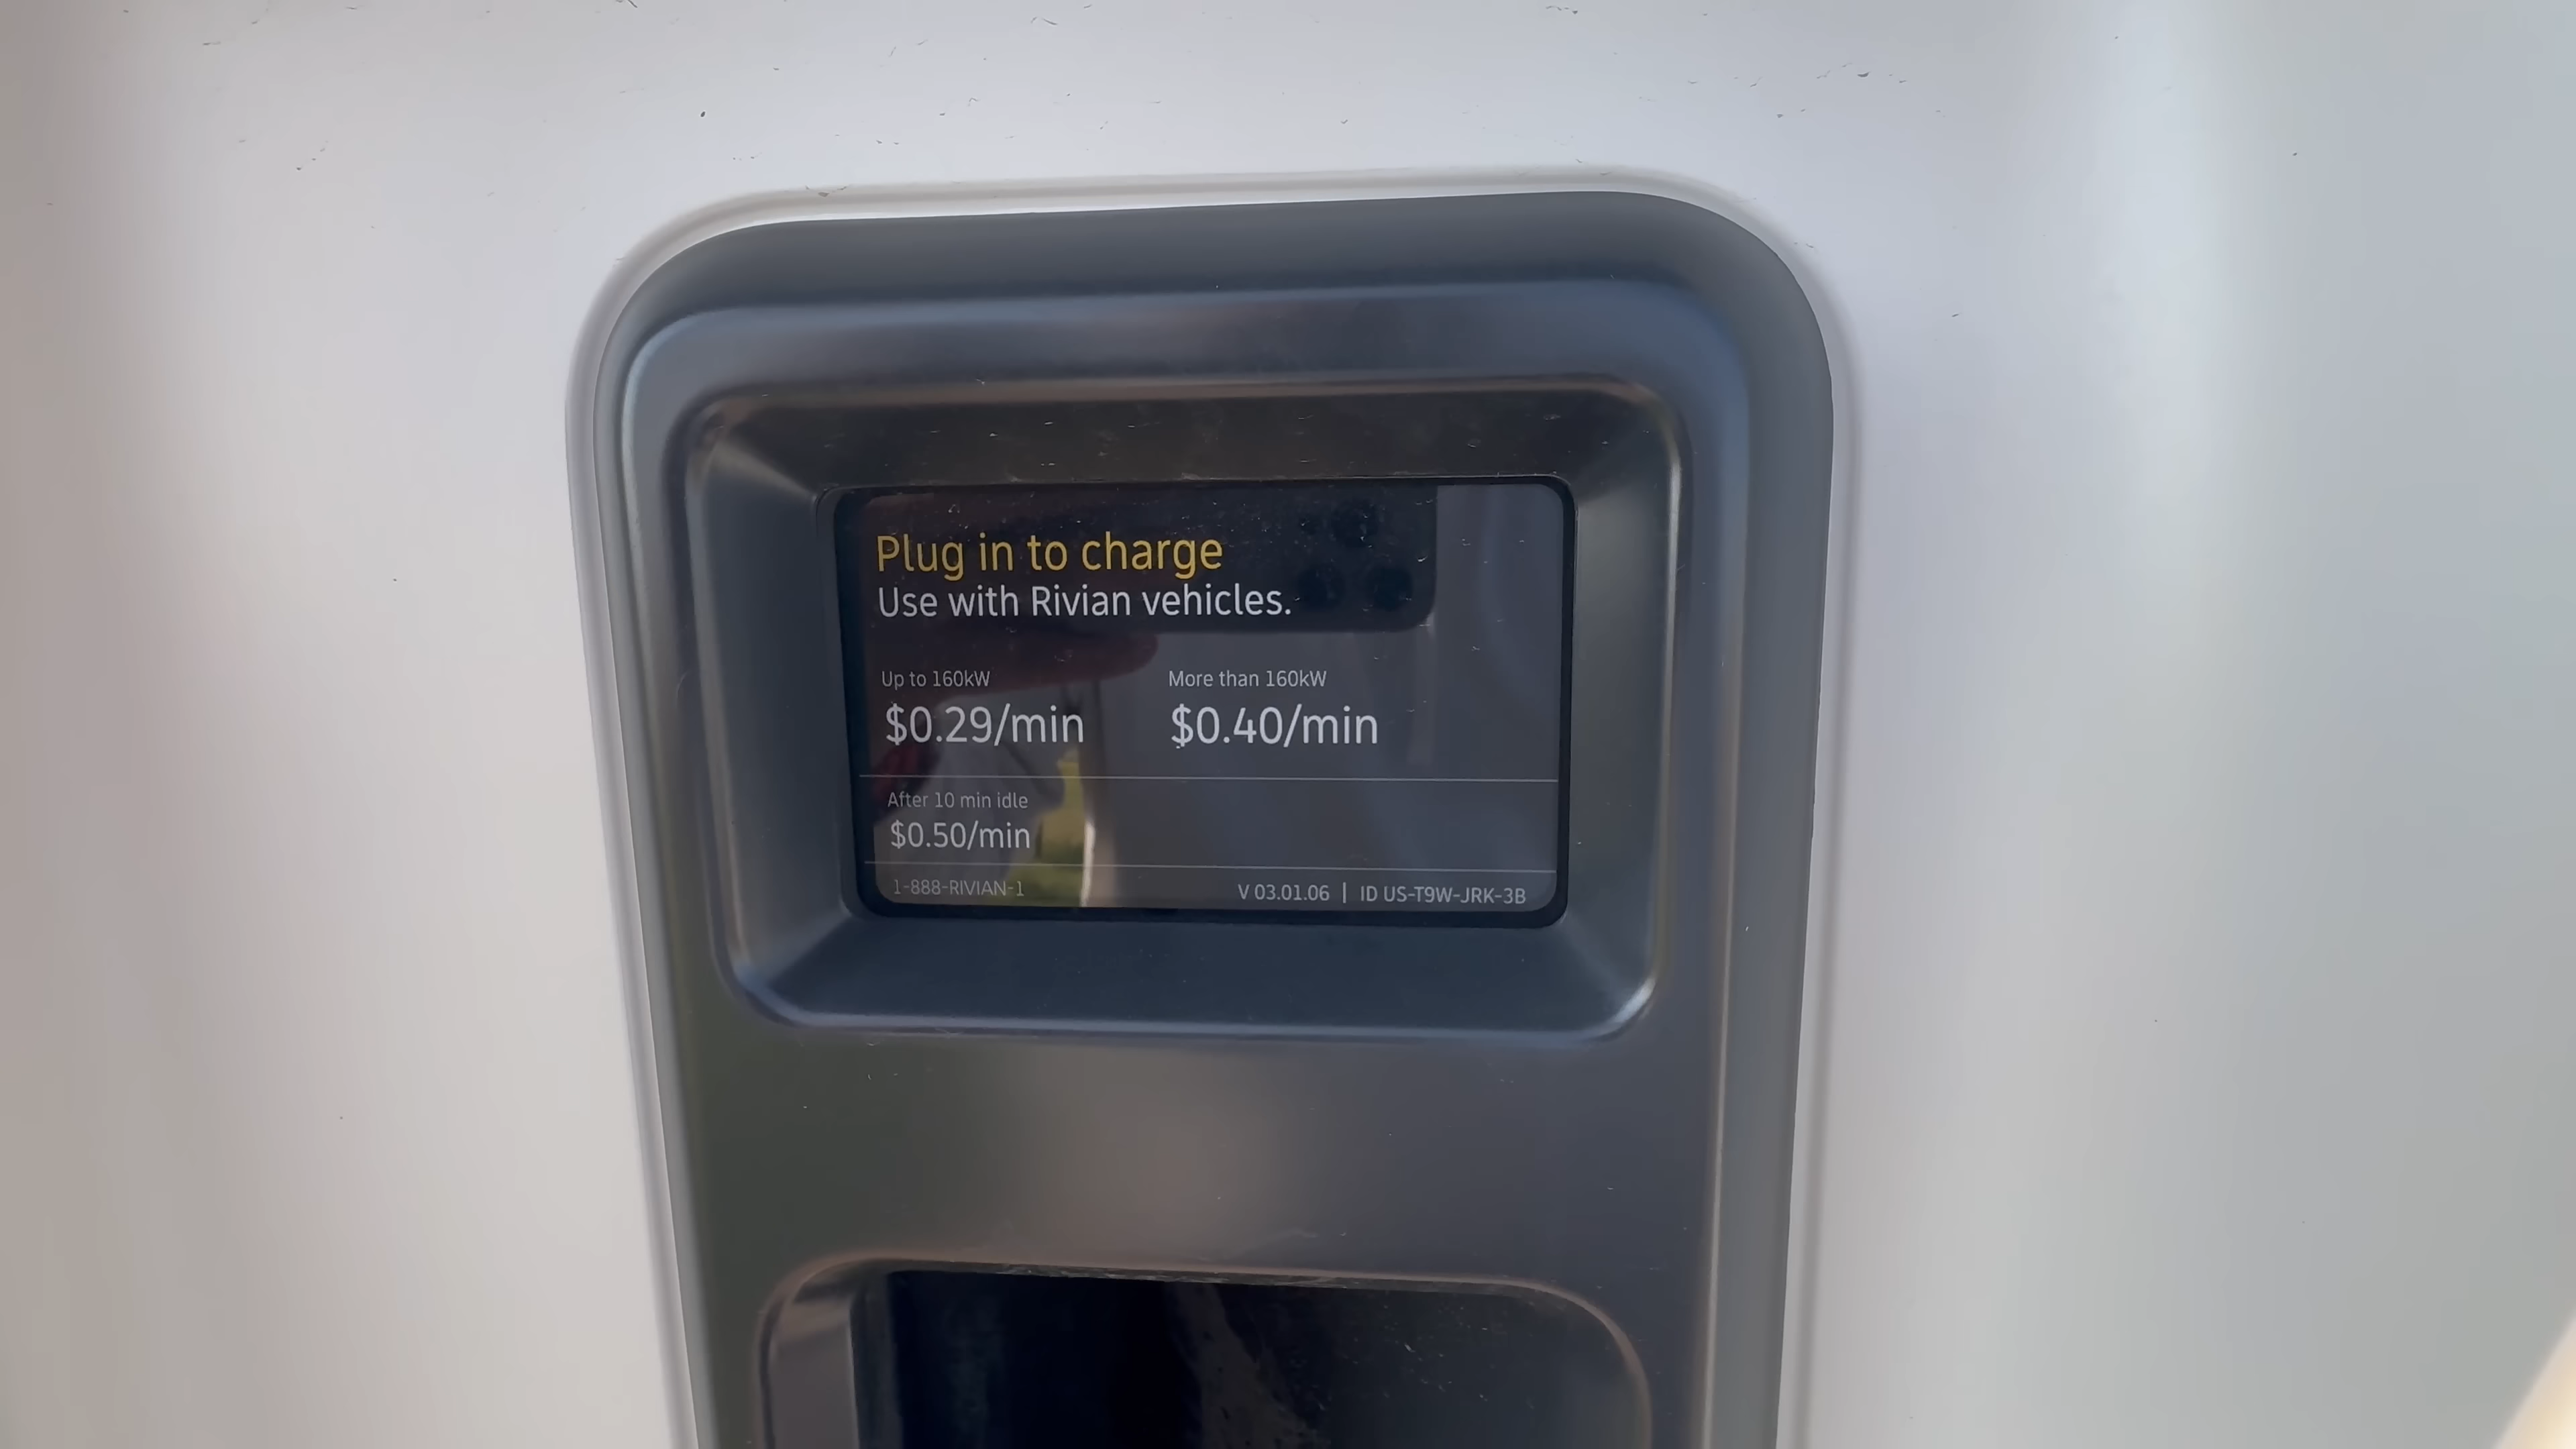 Plug in to charge
Use with Rivian vehicles.
Up to 160kW More than 160kW
$0.29/min $0.40/min
After 10 min idle
$0.50/min
1-888-RIVIAN-1 V 03.01.06 | ID US-T9W-JRK-3B